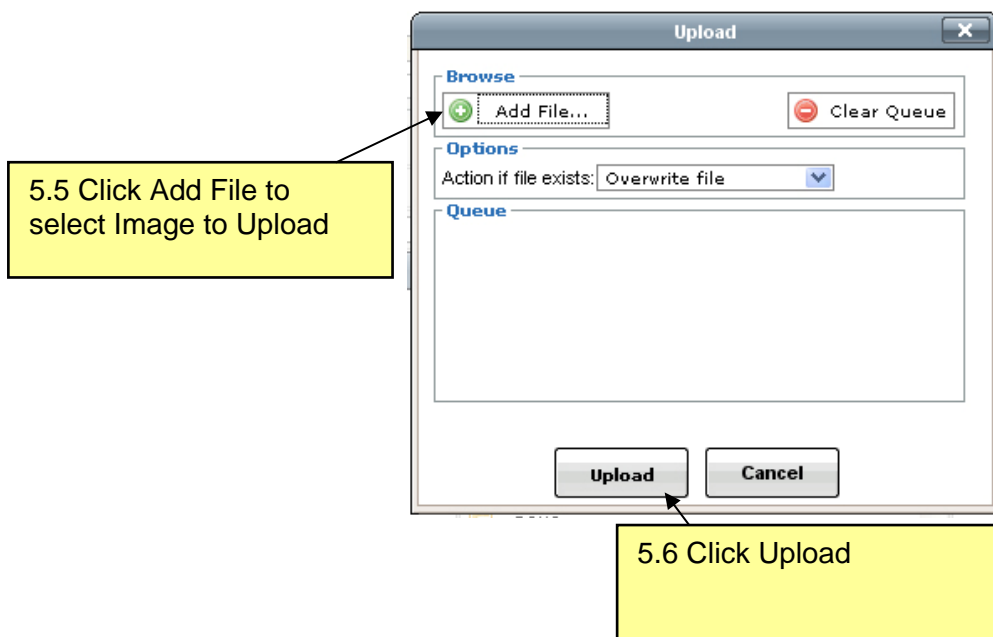 Upload
Browse
Add File...
Clear Queue
5.5 Click Add File to
select Image to Upload
Options
Action if file exists: Overwrite file
Queue
Upload
Cancel
5.6 Click Upload